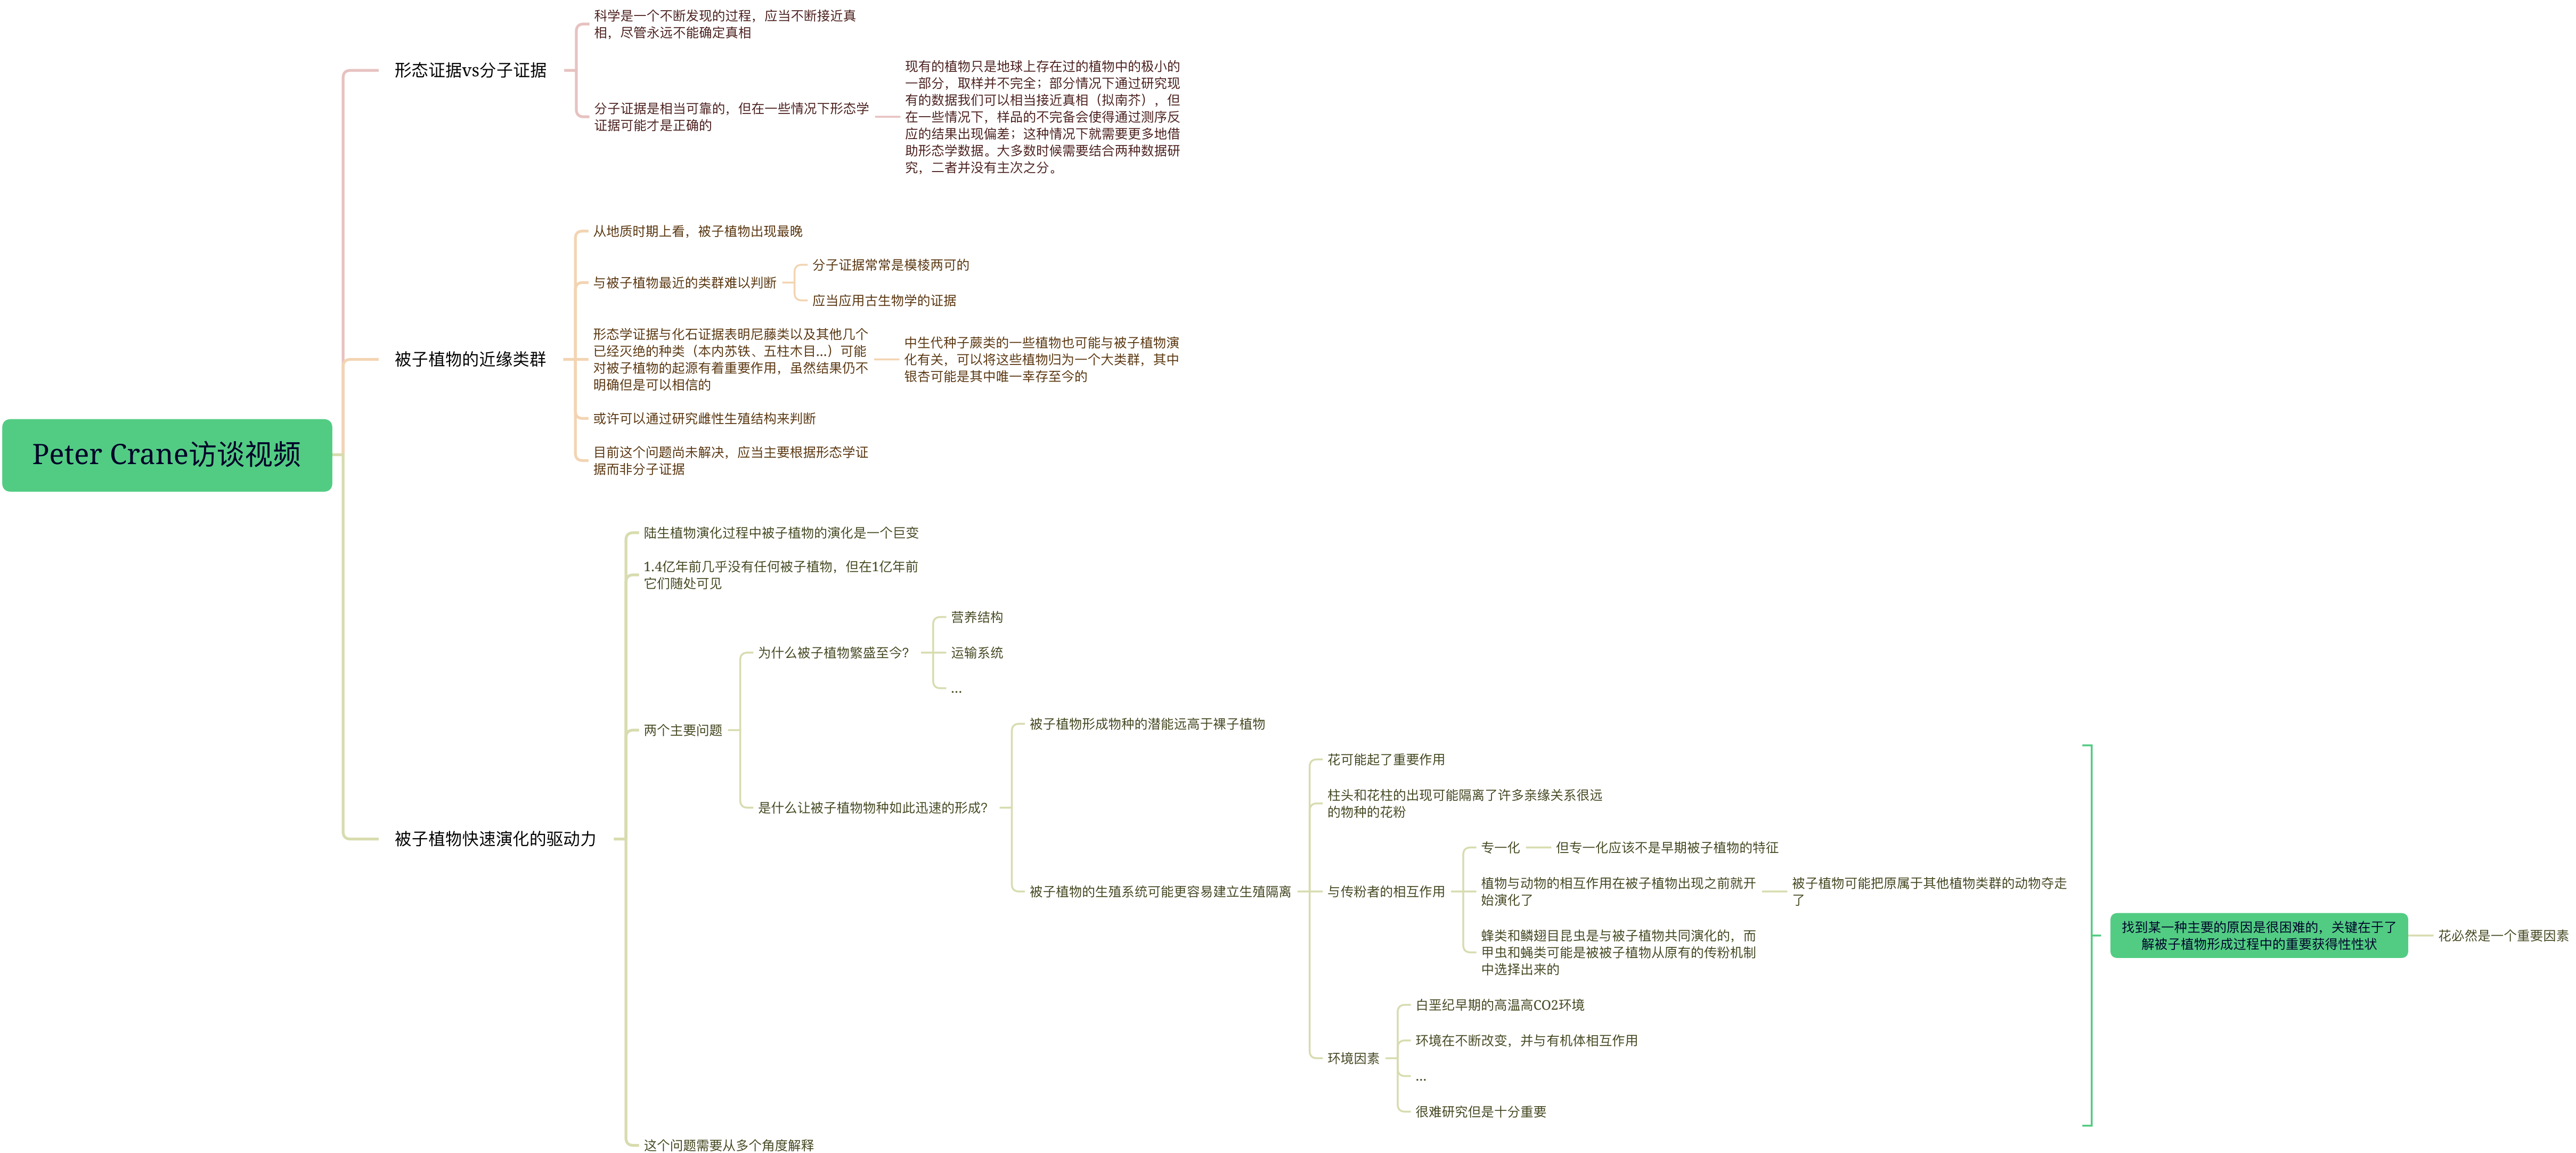 Peter Crane访谈视频
形态证据vs分子证据
科学是一个不断发现的过程，应当不断接近真
相，尽管永远不能确定真相
分子证据是相当可靠的，但在一些情况下形态学
证据可能才是正确的
现有的植物只是地球上存在过的植物中的极小的
一部分，取样并不完全；部分情况下通过研究现
有的数据我们可以相当接近真相（拟南芥），但
在一些情况下，样品的不完备会使得通过测序反
应的结果出现偏差；这种情况下就需要更多地借
助形态学数据。大多数时候需要结合两种数据研
究，二者并没有主次之分。
被子植物的近缘类群
从地质时期上看，被子植物出现最晚
与被子植物最近的类群难以判断
分子证据常常是模棱两可的
应当应用古生物学的证据
形态学证据与化石证据表明尼藤类以及其他几个
已经灭绝的种类（本内苏铁、五柱木目...）可能
对被子植物的起源有着重要作用，虽然结果仍不
明确但是可以相信的
中生代种子蕨类的一些植物也可能与被子植物演
化有关，可以将这些植物归为一个大类群，其中
银杏可能是其中唯一幸存至今的
或许可以通过研究雌性生殖结构来判断
目前这个问题尚未解决，应当主要根据形态学证
据而非分子证据
被子植物快速演化的驱动力
陆生植物演化过程中被子植物的演化是一个巨变
1.4亿年前几乎没有任何被子植物，但在1亿年前
它们随处可见
两个主要问题
为什么被子植物繁盛至今？
营养结构
运输系统
...
是什么让被子植物物种如此迅速的形成？
被子植物形成物种的潜能远高于裸子植物
被子植物的生殖系统可能更容易建立生殖隔离
花可能起了重要作用
柱头和花柱的出现可能隔离了许多亲缘关系很远
的物种的花粉
与传粉者的相互作用
专一化
但专一化应该不是早期被子植物的特征
植物与动物的相互作用在被子植物出现之前就开
始演化了
被子植物可能把原属于其他植物类群的动物夺走
了
蜂类和鳞翅目昆虫是与被子植物共同演化的，而
甲虫和蝇类可能是被被子植物从原有的传粉机制
中选择出来的
环境因素
白垩纪早期的高温高CO2环境
环境在不断改变，并与有机体相互作用
...
很难研究但是十分重要
找到某一种主要的原因是很困难的，关键在于了
解被子植物形成过程中的重要获得性性状
花必然是一个重要因素
这个问题需要从多个角度解释